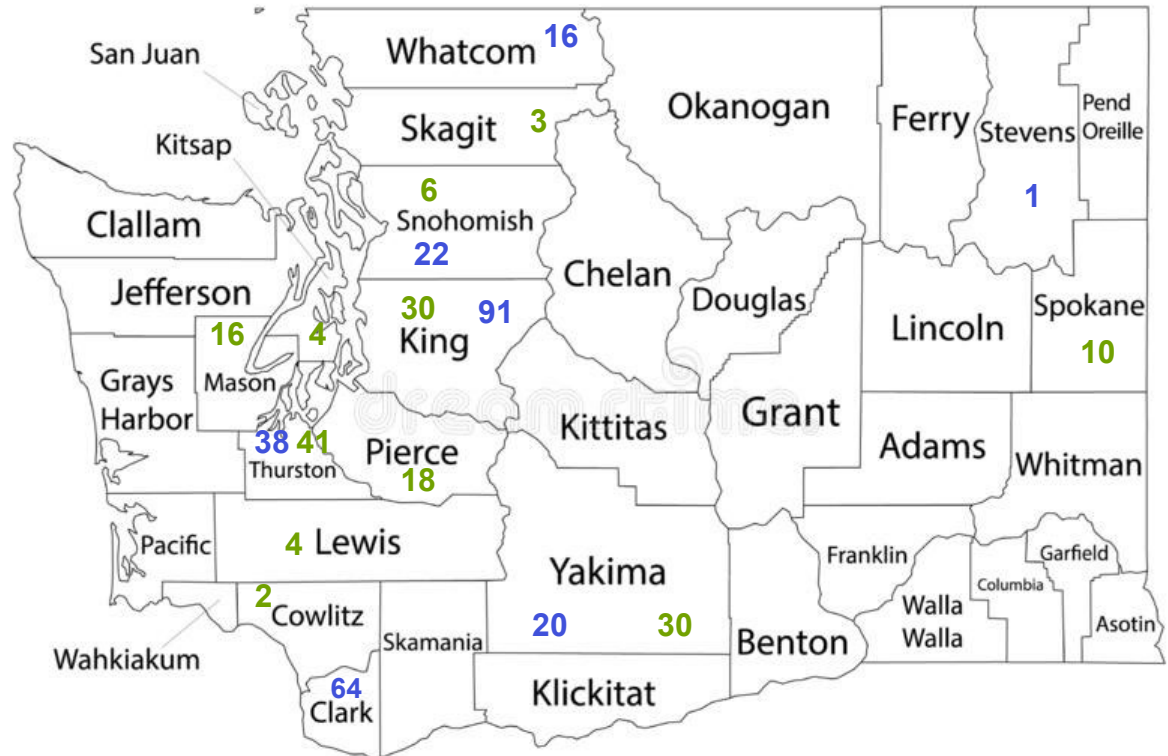 San Juan
Whatcom 16
Okanogan
Ferry
Stevens
1
Pend
Oreille
Skagit 3
Kitsap
6
Snohomish
22
Clallam
Jefferson
Chelan
Douglas
Lincoln
Spokane
10
30 91
King
16
Mason
4
Grays
Harbor
dreamstime
38 41
Thurston
Pierce
18
Kittitas
Grant
Adams
Whitman
Pacific
4 Lewis
Yakima
20 30
Franklin
Columbia
Garfield
Walla
Walla
Asotin
2
Cowlitz
Wahkiakum
Skamania
Benton
64
Clark
Klickitat